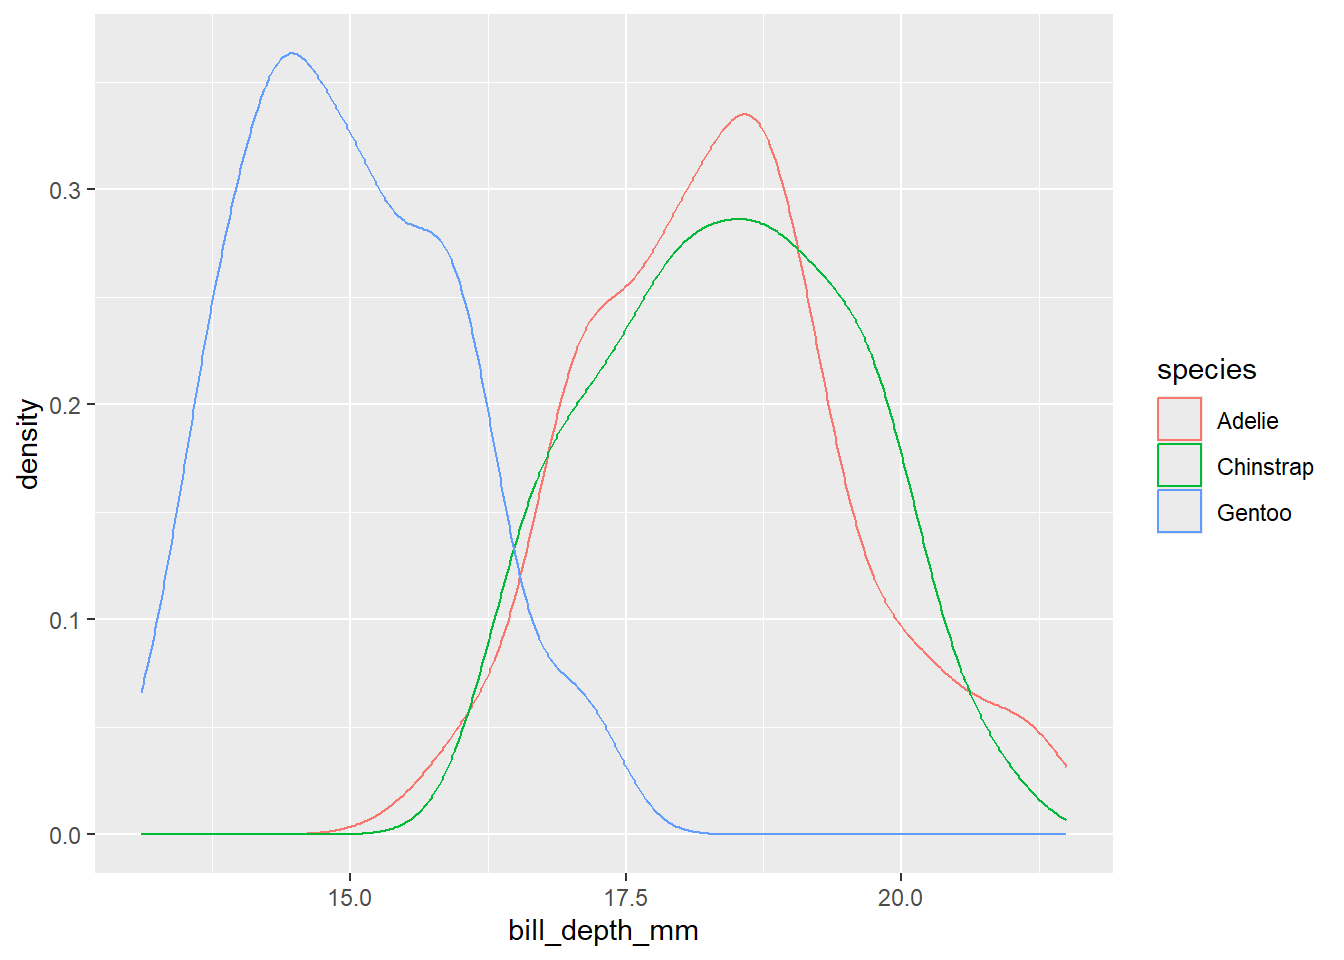 density
0.3
0.2
0.1
0.0
15.0 17.5 20.0
bill_depth_mm
species
Adelie
Chinstrap
Gentoo